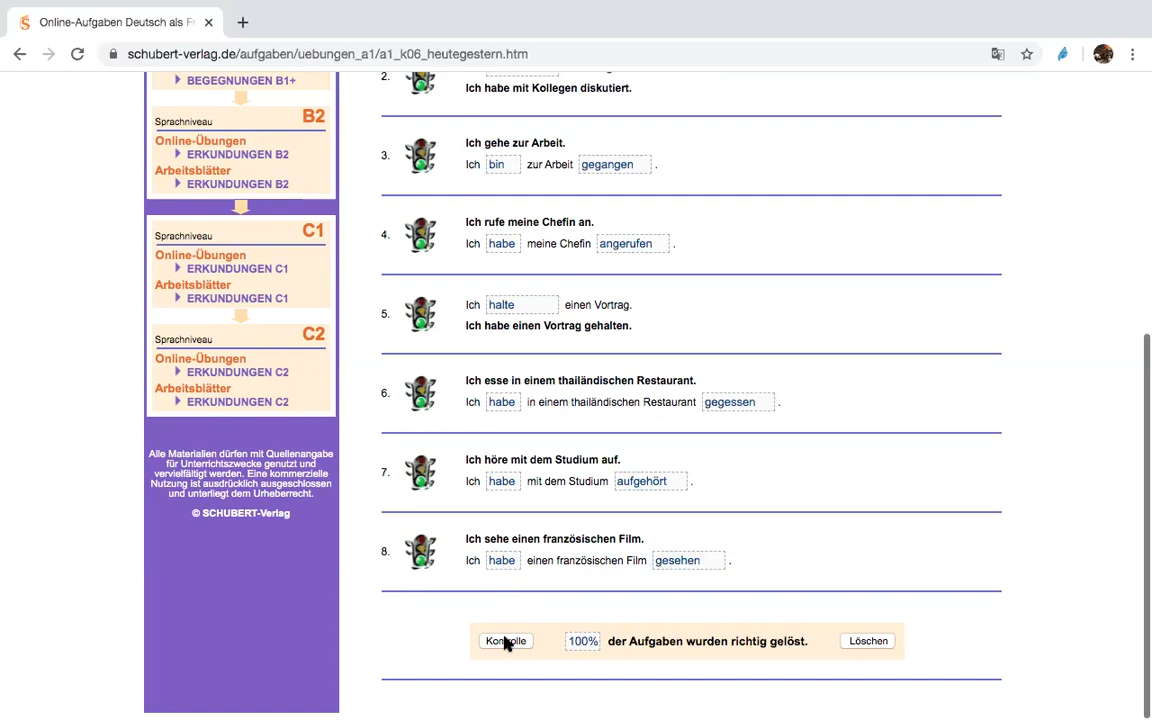 Online-Aufgaben Deutsch als Fr
schubert-verlag.de/aufgaben/uebungen_a1/a1_k06_heutegestern.htm
BEGEGNUNGEN B1+
Sprachniveau B2
Online-Übungen
ERKUNDUNGEN B2
Arbeitsblätter
ERKUNDUNGEN B2
Sprachniveau C1
Online-Übungen
ERKUNDUNGEN C1
Arbeitsblätter
ERKUNDUNGEN C1
Sprachniveau C2
Online-Übungen
ERKUNDUNGEN C2
Arbeitsblätter
ERKUNDUNGEN C2
Alle Materialien dürfen mit Quellenangabe
für Unterrichtszwecke genutzt und
vervielfältigt werden. Eine kommerzielle
Nutzung ist ausdrücklich ausgeschlossen
und unterliegt dem Urheberrecht.
© SCHUBERT-Verlag
2.
Ich habe mit Kollegen diskutiert.
3.
Ich gehe zur Arbeit.
Ich bin zur Arbeit gegangen .
4.
Ich rufe meine Chefin an.
Ich habe meine Chefin angerufen .
5.
Ich halte einen Vortrag.
Ich habe einen Vortrag gehalten.
6.
Ich esse in einem thailändischen Restaurant.
Ich habe in einem thailändischen Restaurant gegessen .
7.
Ich höre mit dem Studium auf.
Ich habe mit dem Studium aufgehört .
8.
Ich sehe einen französischen Film.
Ich habe einen französischen Film gesehen .
Kontrolle 100% der Aufgaben wurden richtig gelöst. Löschen